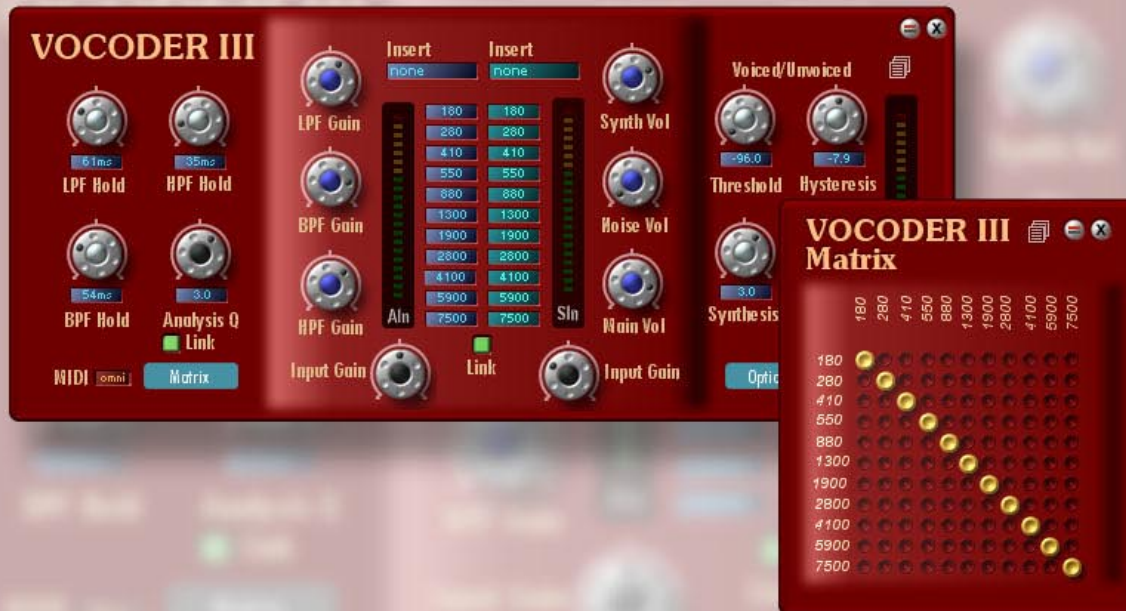 VOCODER III
61ms
35ms
LPF Hold
HPF Hold
54ms
3.0
BPF Hold
Analysis Q
Link
MIDI omni
Matrix
LPF Gain
BPF Gain
HPF Gain
Input Gain
Insert Insert
none none
180 180
280 280
410 410
550 550
880 880
1300 1300
1900 1900
2800 2800
4100 4100
5900 5900
7500 7500
AIn SIn
Link
Synth Vol
Noise Vol
Main Vol
Input Gain
Voiced/Unvoiced
-96.0
-7.9
Threshold
Hysteresis
3.0
Synthesis
X
VOCODER III
Matrix
X
180 280 410 550 880 1300 1900 2800 4100 5900 7500
180
280
410
550
880
1300
1900
2800
4100
5900
7500